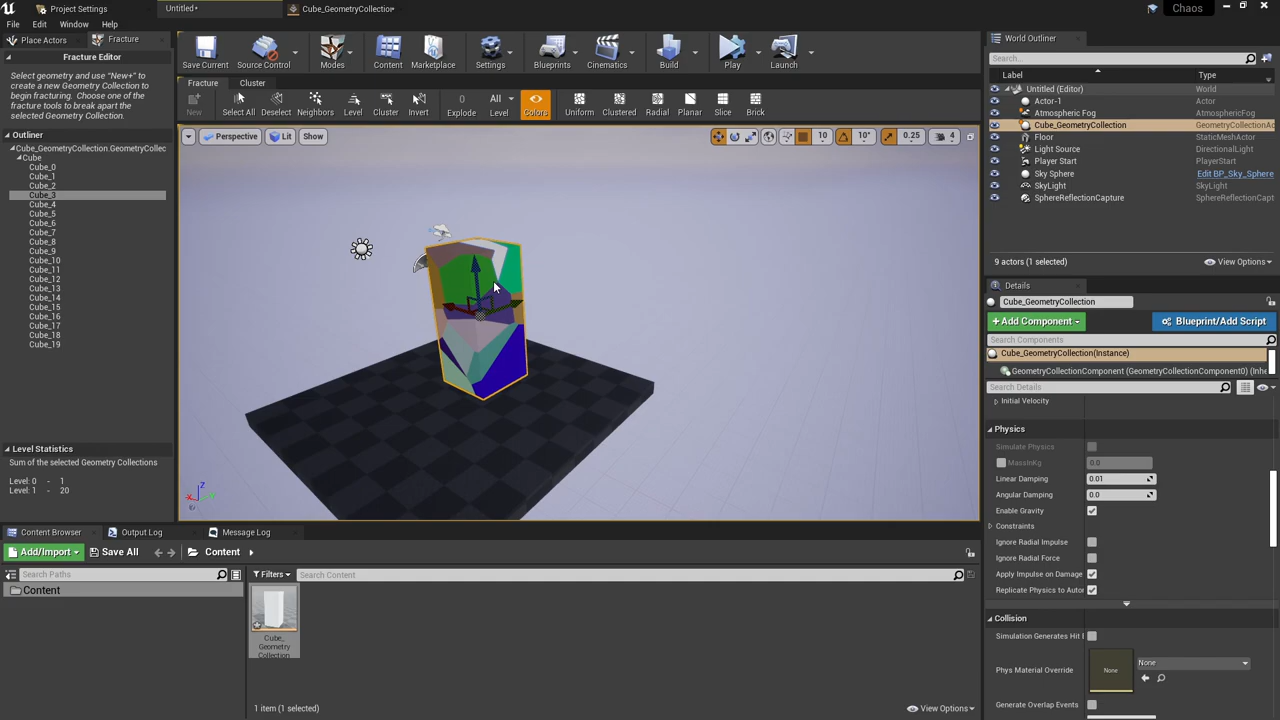 Project Settings
Untitled*
Cube_GeometryCollection*
Chaos
File Edit Window Help
Place Actors
Fracture
Fracture Editor
Select geometry and use "New+" to
create a new Geometry Collection to
begin fracturing. Choose one of the
fracture tools to break apart the
selected Geometry Collection.
Outliner
Cube_GeometryCollection.GeometryCollec
Cube
Cube_0
Cube_1
Cube_2
Cube_3
Cube_4
Cube_5
Cube_6
Cube_7
Cube_8
Cube_9
Cube_10
Cube_11
Cube_12
Cube_13
Cube_14
Cube_15
Cube_16
Cube_17
Cube_18
Cube_19
Level Statistics
Sum of the selected Geometry Collections
Level: 0 - 1
Level: 1 - 20
Save Current
Source Control
Modes
Content
Marketplace
Settings
Blueprints
Cinematics
Build
Play
Launch
Fracture
Cluster
New
Select All
Deselect
Neighbors
Level
Cluster
Invert
0
Explode
All
Level
Colors
Uniform
Clustered
Radial
Planar
Slice
Brick
Perspective
Lit
Show
10
10°
0.25
4
X
Z
World Outliner
Search...
Label Type
Untitled (Editor) World
Actor-1 Actor
Atmospheric Fog AtmosphericFog
Cube_GeometryCollection GeometryCollectionAc
Floor StaticMeshActor
Light Source DirectionalLight
Player Start PlayerStart
Sky Sphere Edit BP_Sky_Sphere
SkyLight SkyLight
SphereReflectionCapture SphereReflectionCapt
9 actors (1 selected)
View Options
Details
Cube_GeometryCollection
+ Add Component
Blueprint/Add Script
Search Components
Cube_GeometryCollection(Instance)
GeometryCollectionComponent (GeometryCollectionComponent0) (Inhe
Search Details
Initial Velocity
Physics
Simulate Physics
MassInKg 0.0
Linear Damping 0.01
Angular Damping 0.0
Enable Gravity
Constraints
Ignore Radial Impulse
Ignore Radial Force
Apply Impulse on Damage
Replicate Physics to Autor
Collision
Simulation Generates Hit E
Phys Material Override
None
None
Generate Overlap Events
Content Browser
Output Log
Message Log
Add/Import
Save All
Content
Search Paths
Filters
Search Content
Content
Cube_
Geometry
Collection
1 item (1 selected)
View Options